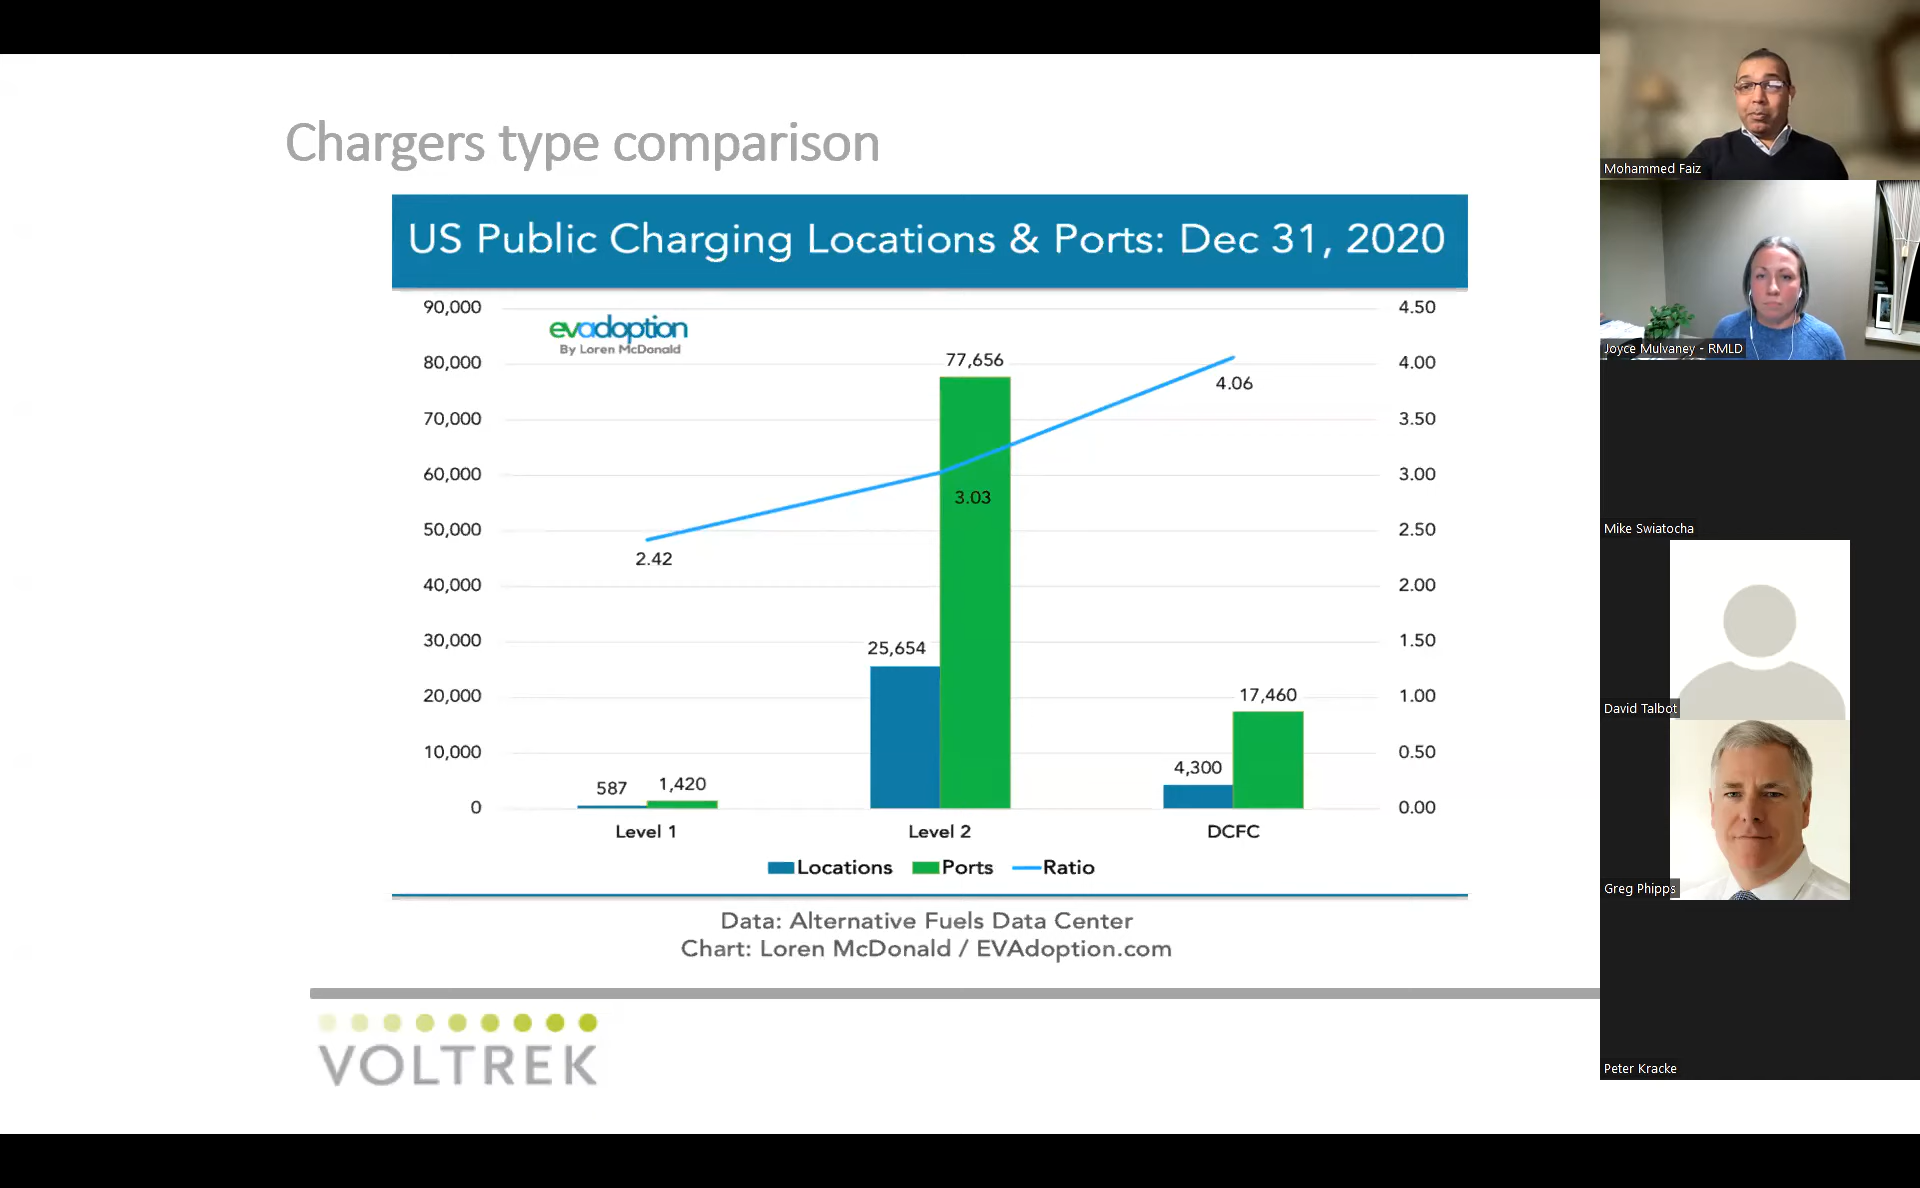 Chargers type comparison
US Public Charging Locations & Ports: Dec 31, 2020
evadoption
By Loren McDonald
90,000
80,000
70,000
60,000
50,000
40,000
30,000
20,000
10,000
0
4.50
4.00
3.50
3.00
2.50
2.00
1.50
1.00
0.50
0.00
2.42
3.03
4.06
587
1,420
25,654
77,656
4,300
17,460
Level 1
Level 2
DCFC
Locations
Ports
Ratio
Data: Alternative Fuels Data Center
Chart: Loren McDonald / EVAdoption.com
VOLTREK
Mohammed Faiz
Joyce Mulvaney - RMLD
Mike Swiatocha
David Talbot
Greg Phipps
Peter Kracke